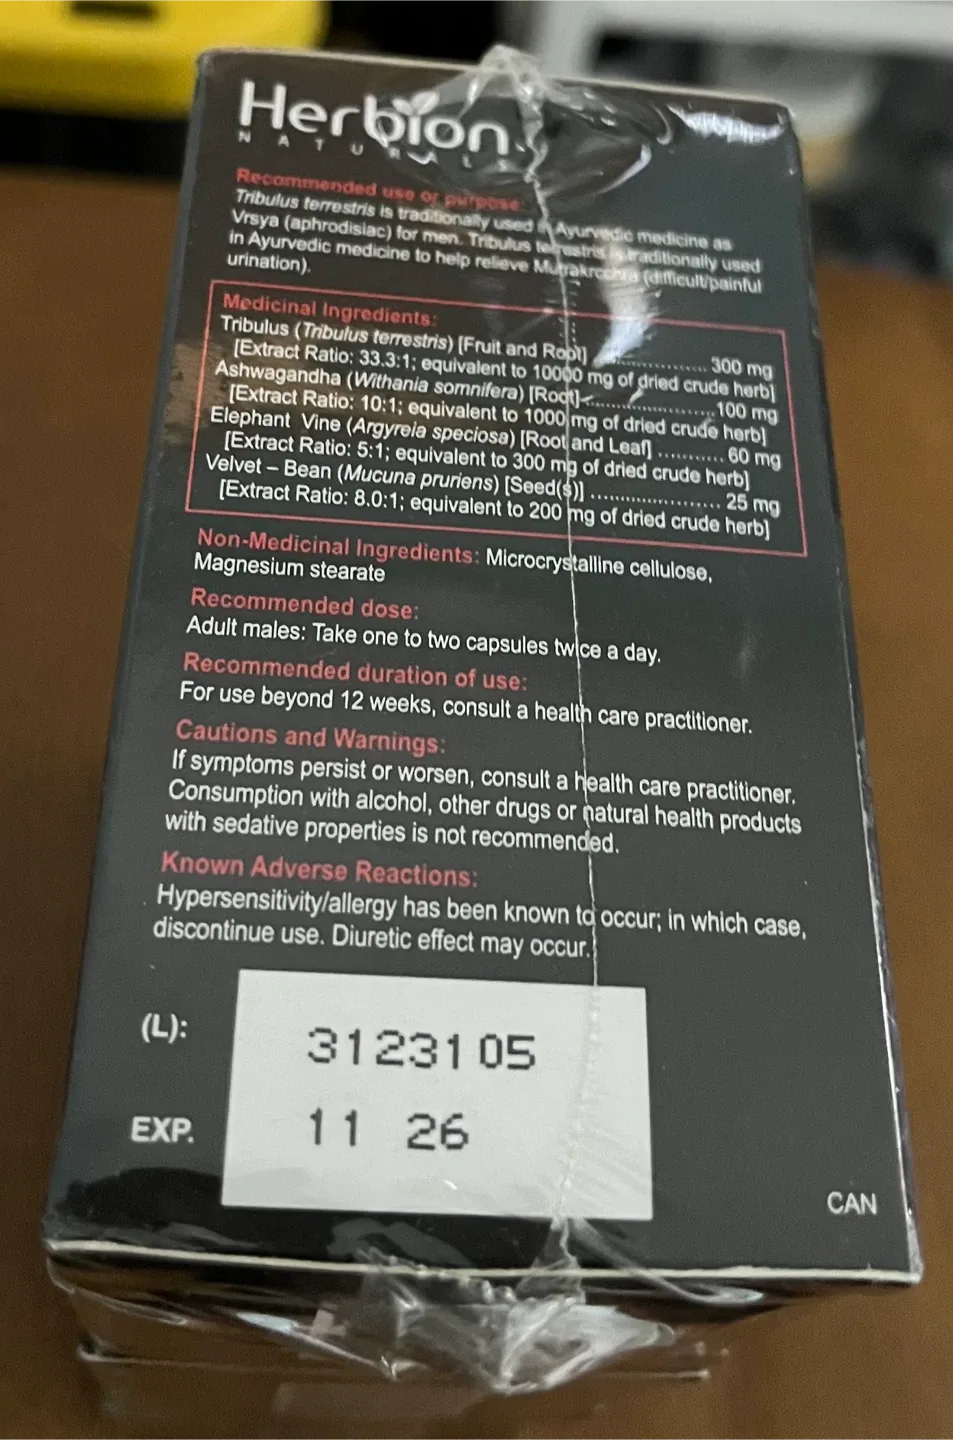 Herbion
NATURALS
Recommended use or purpose:
Tribulus terrestris is traditionally used in Ayurvedic medicine as
Vrsya (aphrodisiac) for men. Tribulus terrestris is traditionally used
in Ayurvedic medicine to help relieve Mutrakrcchra (difficult/painful
urination).
Medicinal Ingredients:
Tribulus (Tribulus terrestris) [Fruit and Root] .................. 300 mg
[Extract Ratio: 33.3:1; equivalent to 10000 mg of dried crude herb]
Ashwagandha (Withania somnifera) [Root]........................100 mg
[Extract Ratio: 10:1; equivalent to 1000 mg of dried crude herb]
Elephant Vine (Argyreia speciosa) [Root and Leaf] ........... 60 mg
[Extract Ratio: 5:1; equivalent to 300 mg of dried crude herb]
Velvet – Bean (Mucuna pruriens) [Seed(s)] ...................... 25 mg
[Extract Ratio: 8.0:1; equivalent to 200 mg of dried crude herb]
Non-Medicinal Ingredients: Microcrystalline cellulose,
Magnesium stearate
Recommended dose:
Adult males: Take one to two capsules twice a day.
Recommended duration of use:
For use beyond 12 weeks, consult a health care practitioner.
Cautions and Warnings:
If symptoms persist or worsen, consult a health care practitioner.
Consumption with alcohol, other drugs or natural health products
with sedative properties is not recommended.
Known Adverse Reactions:
Hypersensitivity/allergy has been known to occur; in which case,
discontinue use. Diuretic effect may occur.
(L): 3123105
EXP. 11 26
CAN